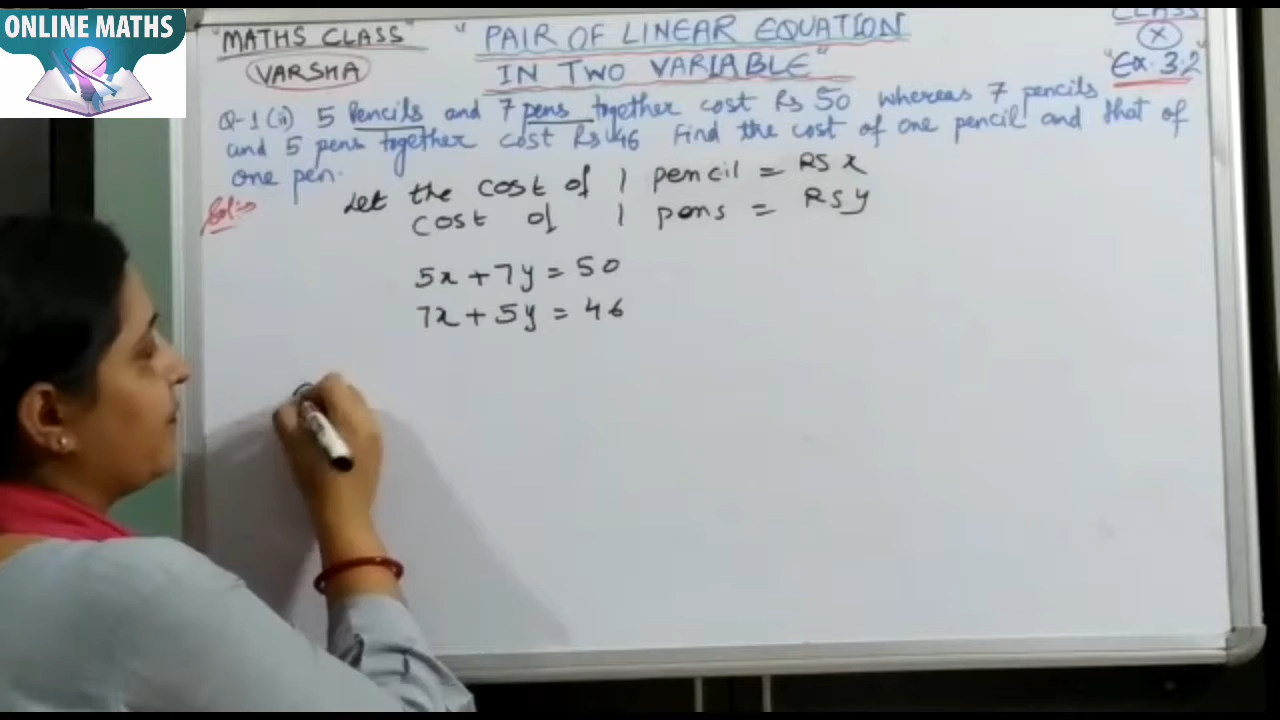 ONLINE MATHS
"MATHS CLASS"
VARSHA
"PAIR OF LINEAR EQUATION
IN TWO VARIABLE"
CLASS
X
"Ex. 3.2"
Q-1 (ii) 5 Pencils and 7 pens together cost Rs 50 whereas 7 pencils
and 5 pens together cost Rs 46 Find the cost of one pencil and that of
one pen.
Sol:-
Let the cost of 1 pencil = RS x
cost of 1 pens = RS y
5x + 7y = 50
7x + 5y = 46